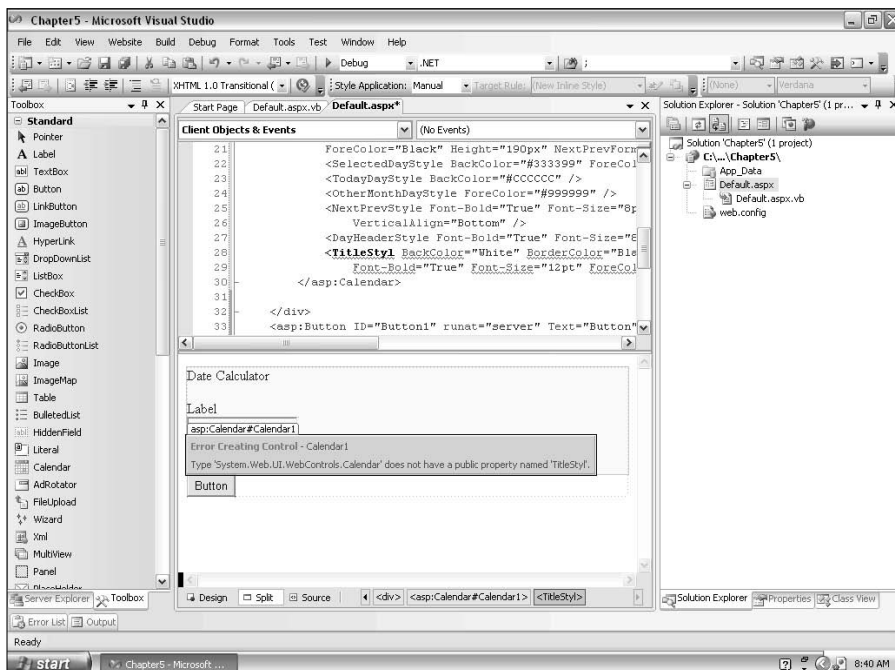 Chapter5 - Microsoft Visual Studio
File Edit View Website Build Debug Format Tools Test Window Help
Debug .NET ;
XHTML 1.0 Transitional ( Style Application: Manual Target Rule: (New Inline Style) (None) Verdana
Toolbox
Standard
Pointer
A Label
abl TextBox
ab Button
ab LinkButton
ImageButton
A HyperLink
DropDownList
ListBox
CheckBox
CheckBoxList
RadioButton
RadioButtonList
Image
ImageMap
Table
BulletedList
abl HiddenField
Literal
Calendar
AdRotator
FileUpload
Wizard
Xml
MultiView
Panel
PlaceHolder
Server Explorer Toolbox
Start Page Default.aspx.vb Default.aspx*
Client Objects & Events (No Events)
21 ForeColor="Black" Height="190px" NextPrevForm
22 <SelectedDayStyle BackColor="#333399" ForeCol
23 <TodayDayStyle BackColor="#CCCCCC" />
24 <OtherMonthDayStyle ForeColor="#999999" />
25 <NextPrevStyle Font-Bold="True" Font-Size="8p
26 VerticalAlign="Bottom" />
27 <DayHeaderStyle Font-Bold="True" Font-Size="8
28 <TitleStyl BackColor="White" BorderColor="Bla
29 Font-Bold="True" Font-Size="12pt" ForeCol
30 </asp:Calendar>
31
32 </div>
33 <asp:Button ID="Button1" runat="server" Text="Button"
Date Calculator
Label
asp:Calendar#Calendar1
Error Creating Control - Calendar1
Type 'System.Web.UI.WebControls.Calendar' does not have a public property named 'TitleStyl'.
Button
Design Split Source <div> <asp:Calendar#Calendar1> <TitleStyl>
Solution Explorer - Solution 'Chapter5' (1 pr...
Solution 'Chapter5' (1 project)
C:\...\Chapter5\
App_Data
Default.aspx
Default.aspx.vb
web.config
Solution Explorer Properties Class View
Error List Output
Ready
start Chapter5 - Microsoft ... 8:40 AM